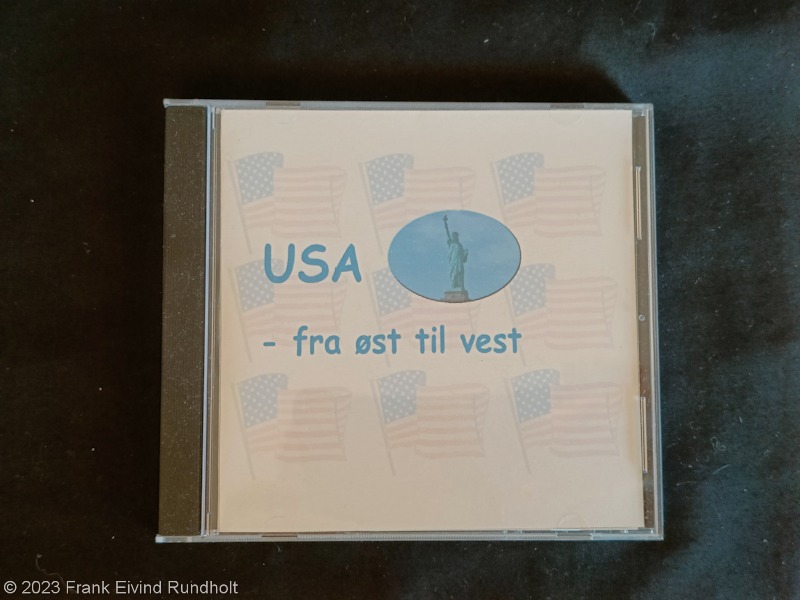 USA
- fra øst til vest
© 2023 Frank Eivind Rundholt